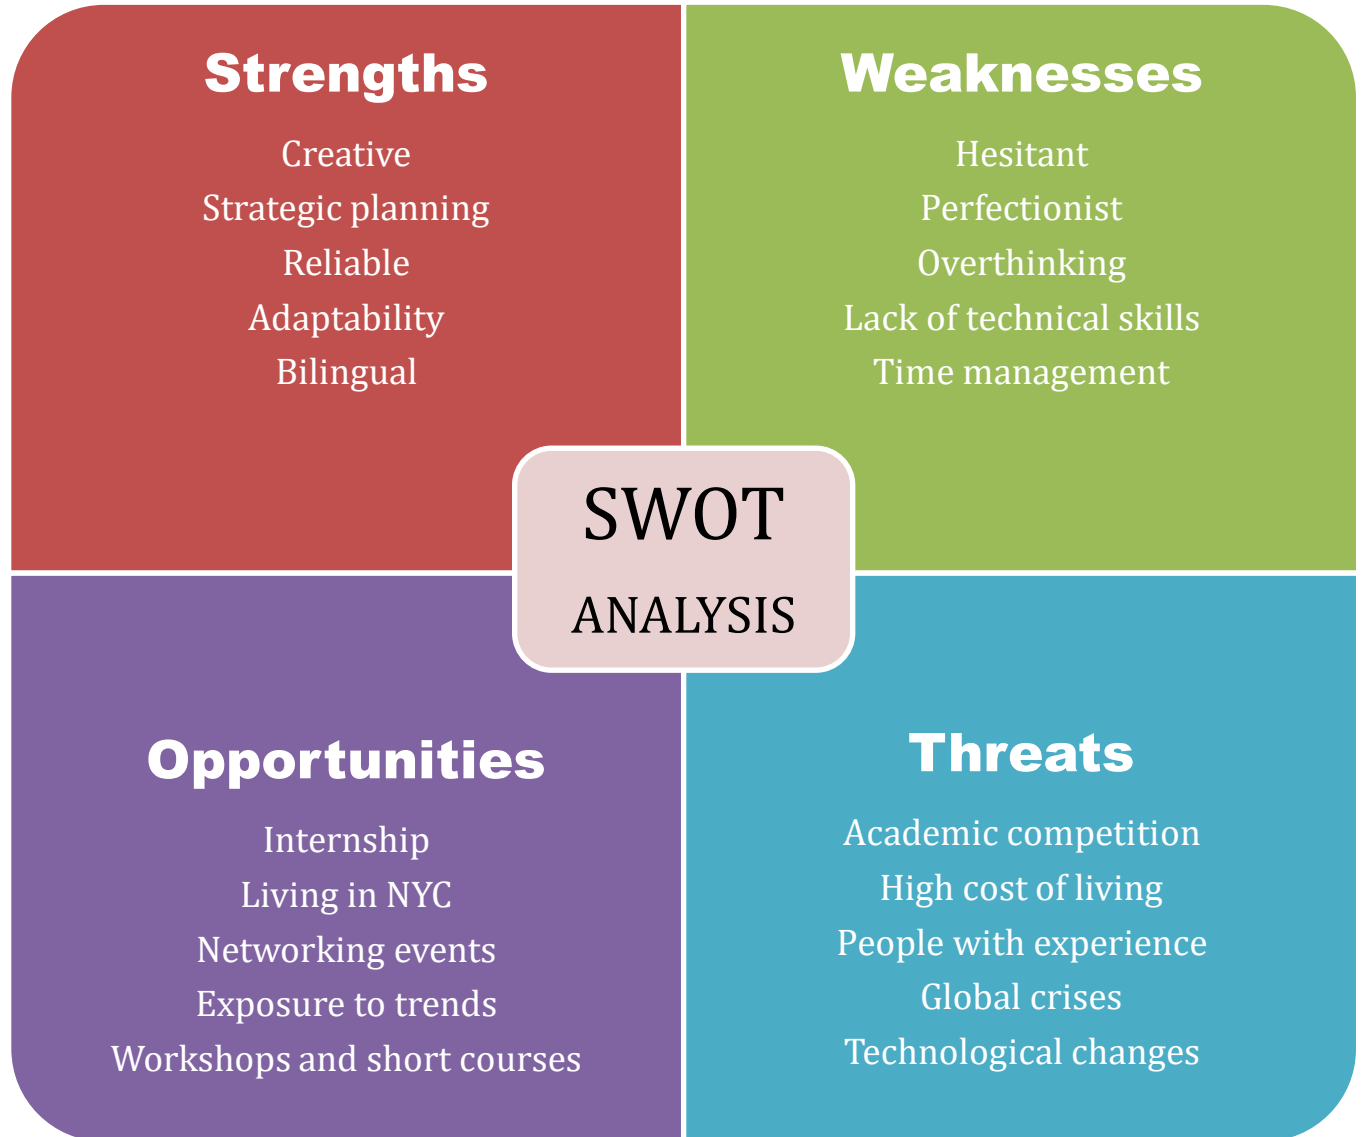 Strengths
Creative
Strategic planning
Reliable
Adaptability
Bilingual
Weaknesses
Hesitant
Perfectionist
Overthinking
Lack of technical skills
Time management
SWOT
ANALYSIS
Opportunities
Internship
Living in NYC
Networking events
Exposure to trends
Workshops and short courses
Threats
Academic competition
High cost of living
People with experience
Global crises
Technological changes